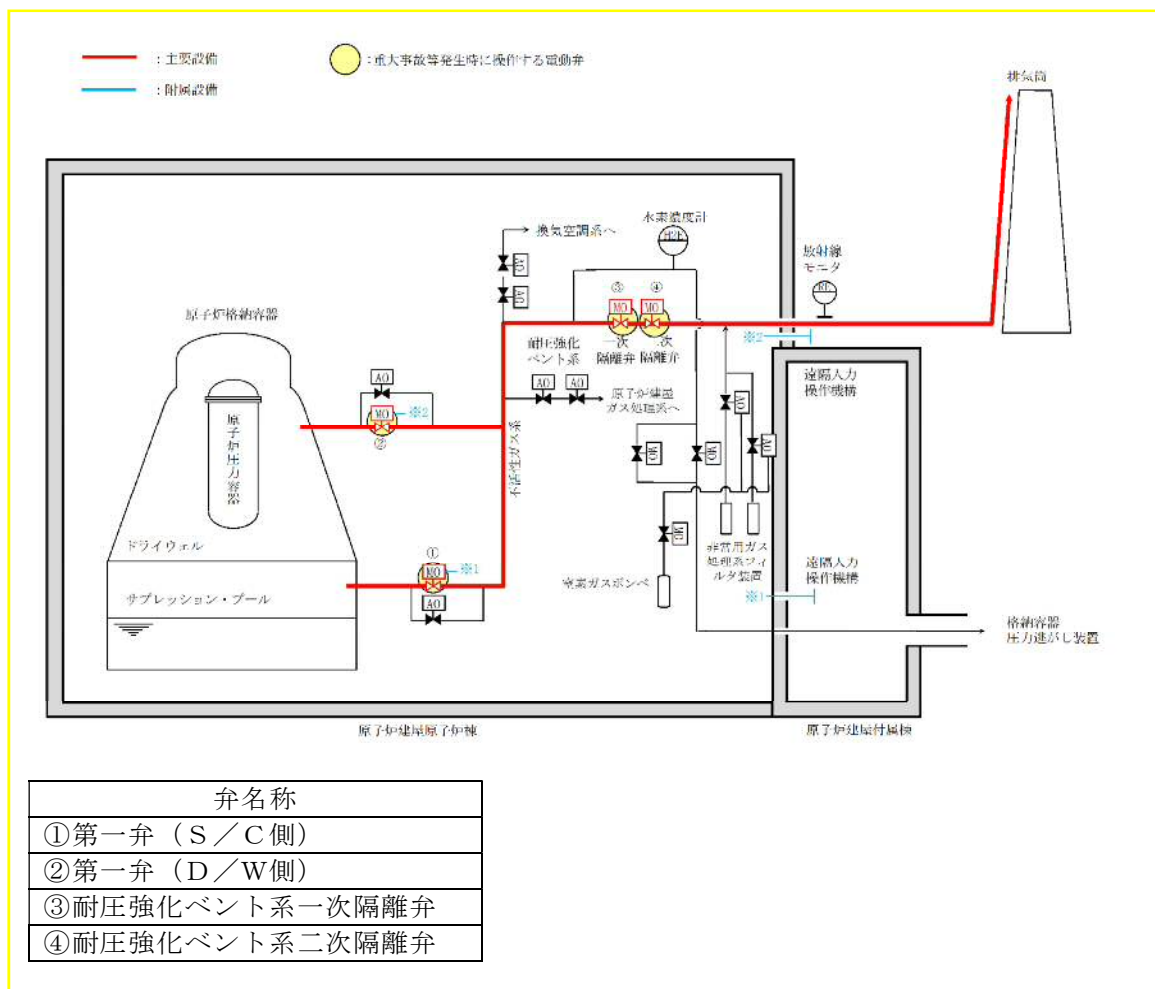 ：主要設備
：重大事故等発生時に操作する電動弁
：附属設備
排気筒
水素濃度計
H2E
換気空調系へ
AO
AO
放射線
モニタ
RE
③
④
MO
MO
一次
隔離弁
二次
隔離弁
※2
原子炉格納容器
原子炉圧力容器
耐圧強化
ベント系
AO
AO
原子炉建屋
ガス処理系へ
遠隔人力
操作機構
AO
MO
※2
②
不活性ガス系
MO
MO
AO
AO
MO
ドライウェル
サプレッション・プール
①
MO
※1
AO
窒素ガスボンベ
非常用ガス
処理系フィ
ルタ装置
遠隔人力
操作機構
※1
格納容器
圧力逃がし装置
原子炉建屋原子炉棟
原子炉建屋付属棟
弁名称
①第一弁（Ｓ／Ｃ側）
②第一弁（Ｄ／Ｗ側）
③耐圧強化ベント系一次隔離弁
④耐圧強化ベント系二次隔離弁